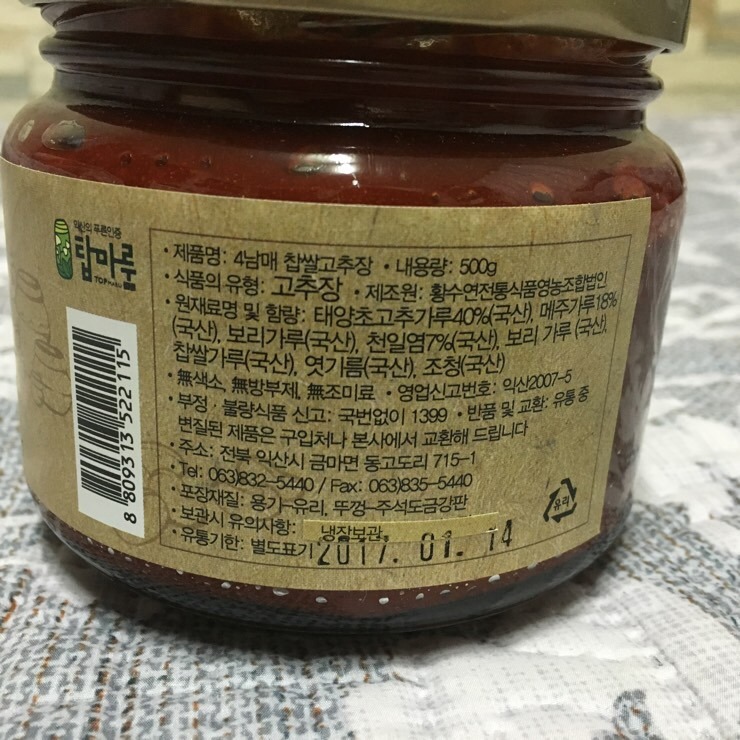 익산의 푸른인증
탑마루
TOPMARU
· 제품명: 4남매 찹쌀고추장 · 내용량: 500g
· 식품의 유형: 고추장 · 제조원: 황수연전통식품영농조합법인
· 원재료명 및 함량: 태양초고추가루40%(국산), 메주가루18%
(국산), 보리가루(국산), 천일염7%(국산), 보리 가루 (국산),
찹쌀가루(국산), 엿기름(국산), 조청(국산)
· 無색소, 無방부제, 無조미료 · 영업신고번호: 익산2007-5
· 부정 · 불량식품 신고: 국번없이 1399 · 반품 및 교환: 유통 중
변질된 제품은 구입처나 본사에서 교환해 드립니다
· 주소: 전북 익산시 금마면 동고도리 715-1
· Tel: 063)832-5440 / Fax: 063)835-5440
· 포장재질: 용기-유리, 뚜껑-주석도금강판
· 보관시 유의사항: 냉장보관
· 유통기한: 별도표기 2017. 01. 14
유리
8 809313 522115